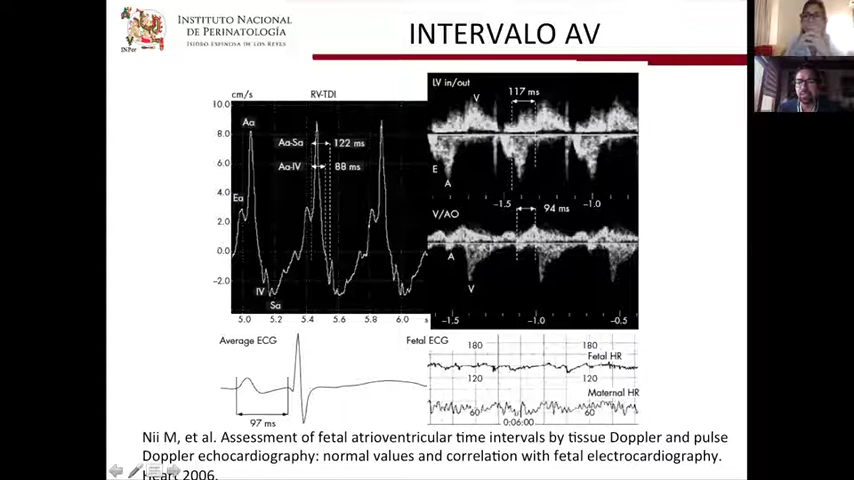 INSTITUTO NACIONAL
DE PERINATOLOGÍA
ISIDRO ESPINOSA DE LOS REYES
INPer
INTERVALO AV
cm/s
RV-TDI
10.0
8.0
6.0
4.0
2.0
0.0
−2.0
Aa
Aa-Sa
122 ms
Aa-IV
88 ms
Ea
IV
Sa
5.0
5.2
5.4
5.6
5.8
6.0
s
LV in/out
V
117 ms
E
A
−1.5
−1.0
V/AO
94 ms
A
V
−1.5
−1.0
−0.5
Average ECG
97 ms
Fetal ECG
180
180
Fetal HR
120
120
Maternal HR
60
60
0:06:00
Nii M, et al. Assessment of fetal atrioventricular time intervals by tissue Doppler and pulse
Doppler echocardiography: normal values and correlation with fetal electrocardiography.
Heart 2006.